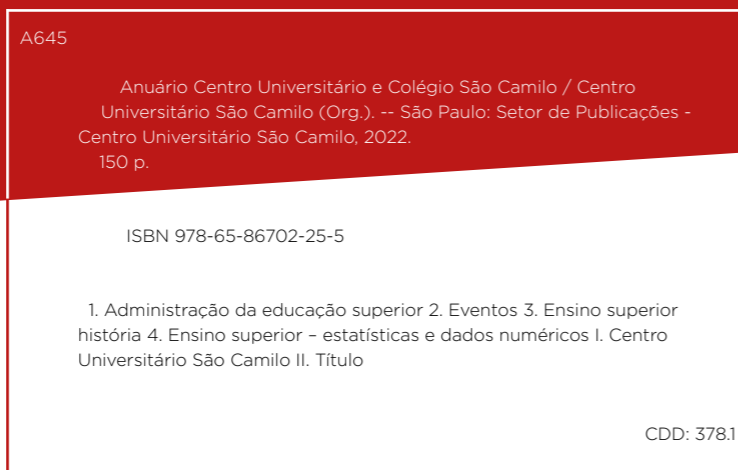 A645
Anuário Centro Universitário e Colégio São Camilo / Centro
Universitário São Camilo (Org.). -- São Paulo: Setor de Publicações -
Centro Universitário São Camilo, 2022.
150 p.
ISBN 978-65-86702-25-5
1. Administração da educação superior 2. Eventos 3. Ensino superior
história 4. Ensino superior – estatísticas e dados numéricos I. Centro
Universitário São Camilo II. Título
CDD: 378.1